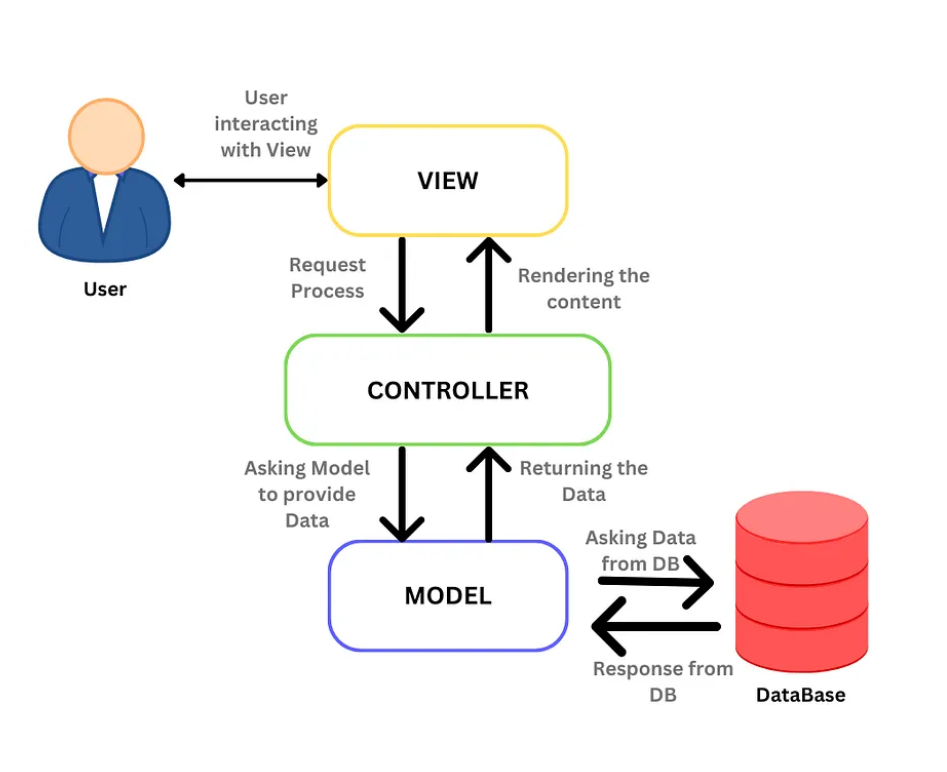 User
interacting
with View
VIEW
User
Request
Process
Rendering the
content
CONTROLLER
Asking Model
to provide
Data
Returning the
Data
MODEL
Asking Data
from DB
Response from
DB
DataBase